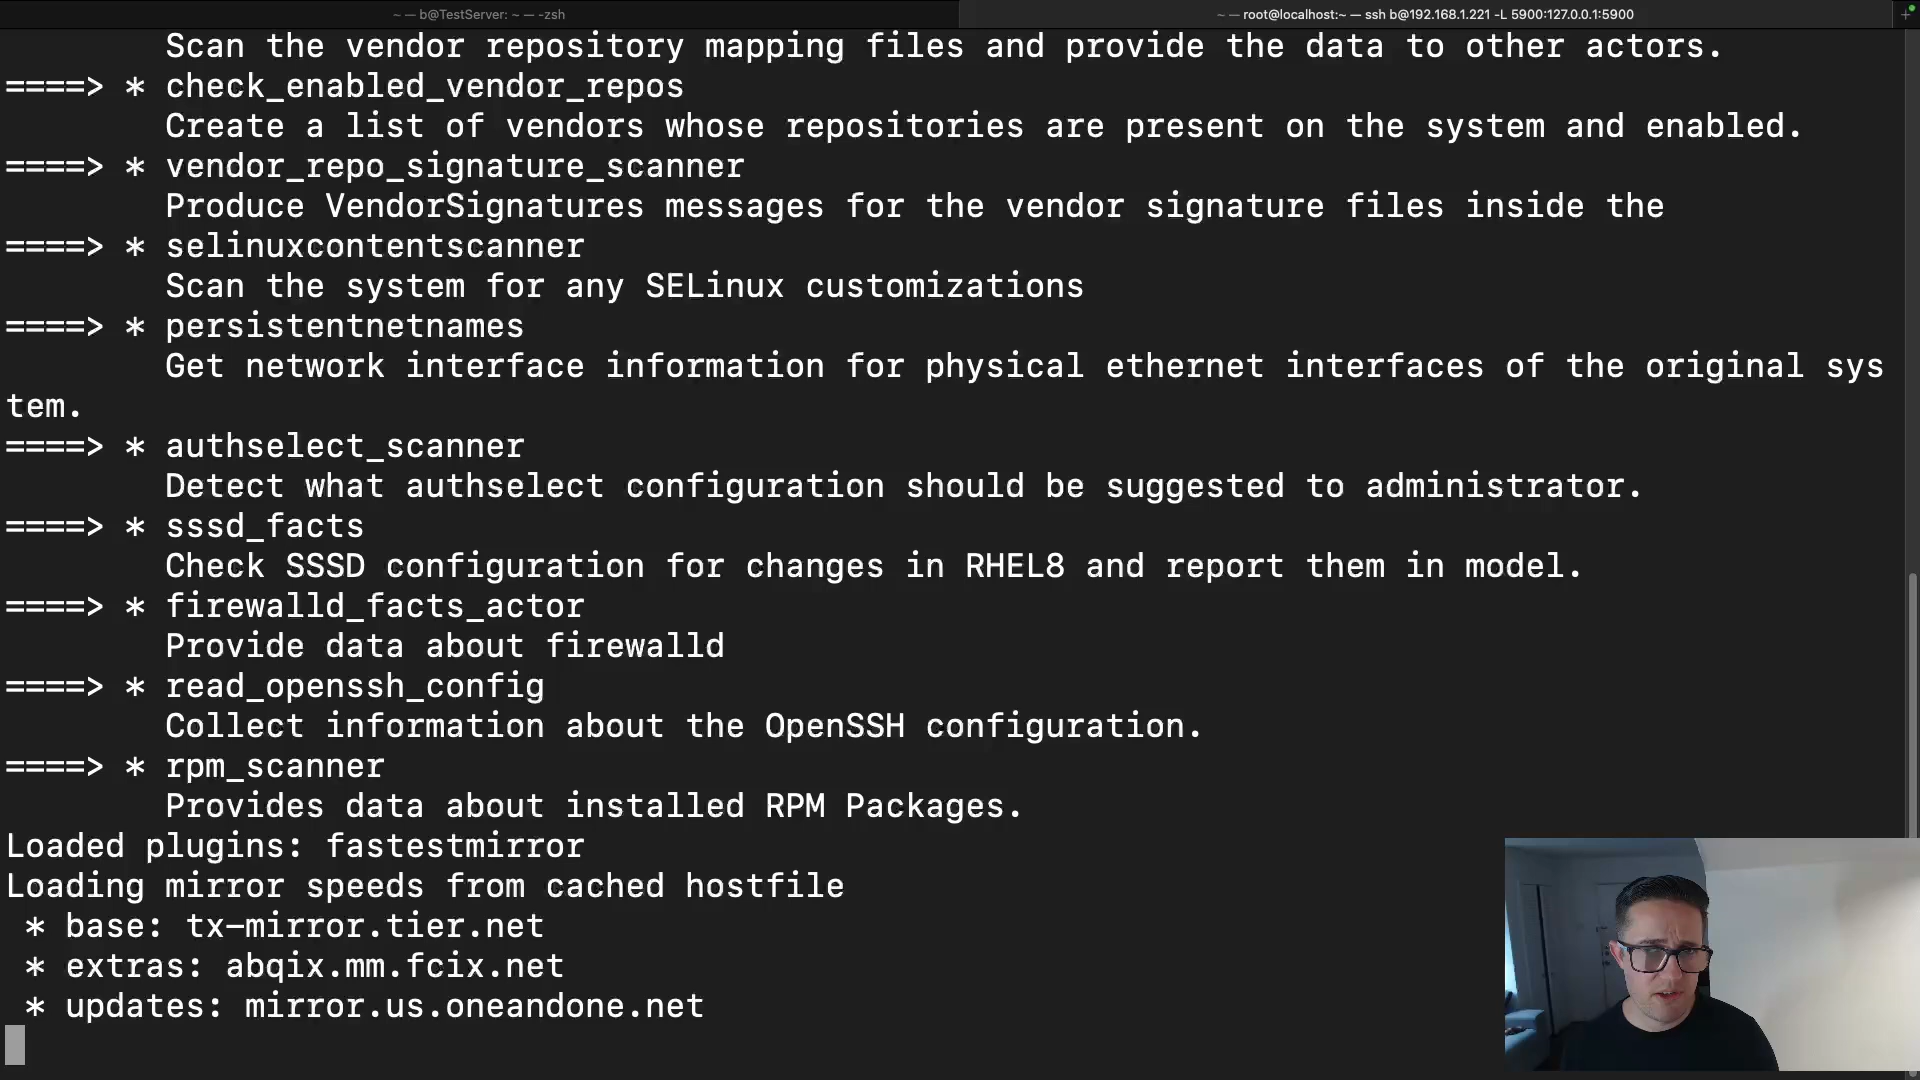 ~ — b@TestServer: ~ — -zsh
~ — root@localhost:~ — ssh b@192.168.1.221 -L 5900:127.0.0.1:5900
Scan the vendor repository mapping files and provide the data to other actors.
====> * check_enabled_vendor_repos
Create a list of vendors whose repositories are present on the system and enabled.
====> * vendor_repo_signature_scanner
Produce VendorSignatures messages for the vendor signature files inside the
====> * selinuxcontentscanner
Scan the system for any SELinux customizations
====> * persistentnetnames
Get network interface information for physical ethernet interfaces of the original sys
tem.
====> * authselect_scanner
Detect what authselect configuration should be suggested to administrator.
====> * sssd_facts
Check SSSD configuration for changes in RHEL8 and report them in model.
====> * firewalld_facts_actor
Provide data about firewalld
====> * read_openssh_config
Collect information about the OpenSSH configuration.
====> * rpm_scanner
Provides data about installed RPM Packages.
Loaded plugins: fastestmirror
Loading mirror speeds from cached hostfile
* base: tx-mirror.tier.net
* extras: abqix.mm.fcix.net
* updates: mirror.us.oneandone.net